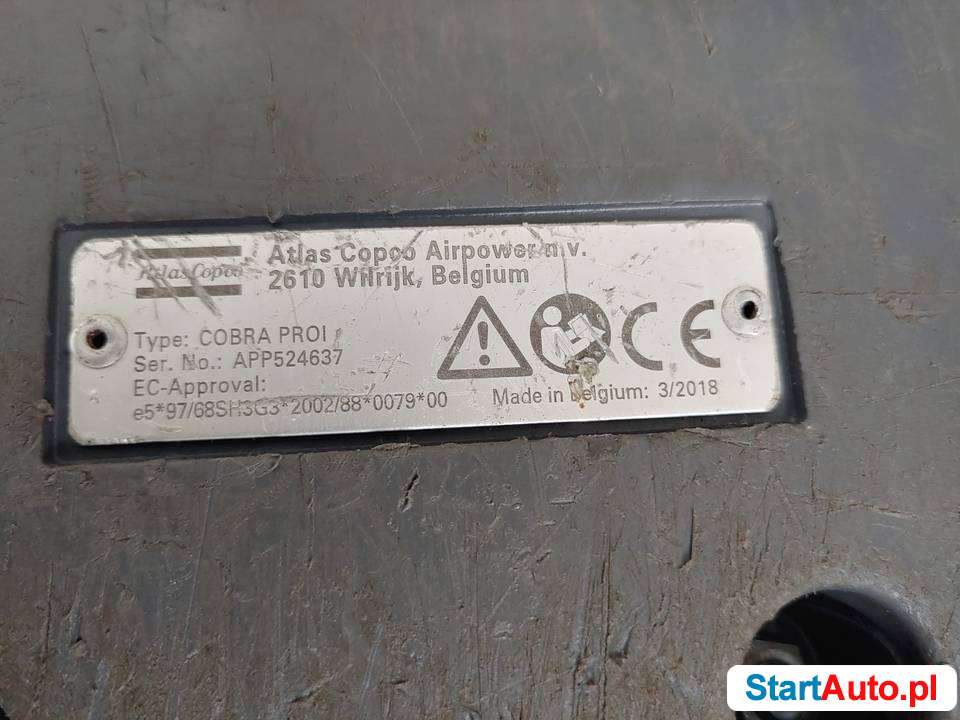 Atlas Copco
Atlas Copco Airpower n.v.
2610 Wilrijk, Belgium
Type: COBRA PROI
Ser. No.: APP524637
EC-Approval:
e5*97/68SH3G3*2002/88*0079*00
CE
Made in Belgium: 3/2018
StartAuto.pl